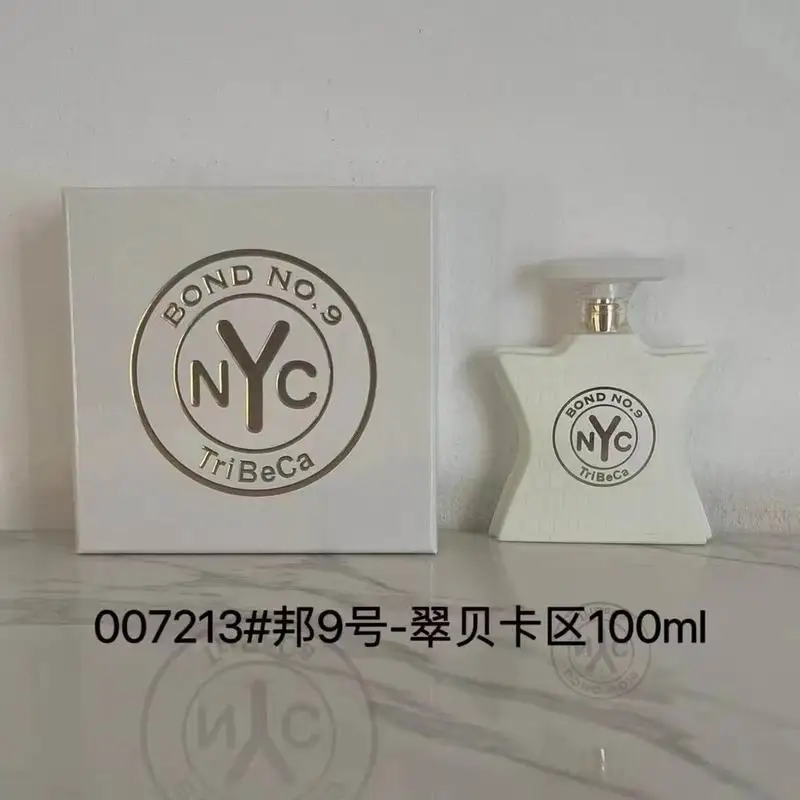 BOND NO.9
NYC
TriBeCa
BOND NO.9
NYC
TriBeCa
007213#邦9号-翠贝卡区100ml